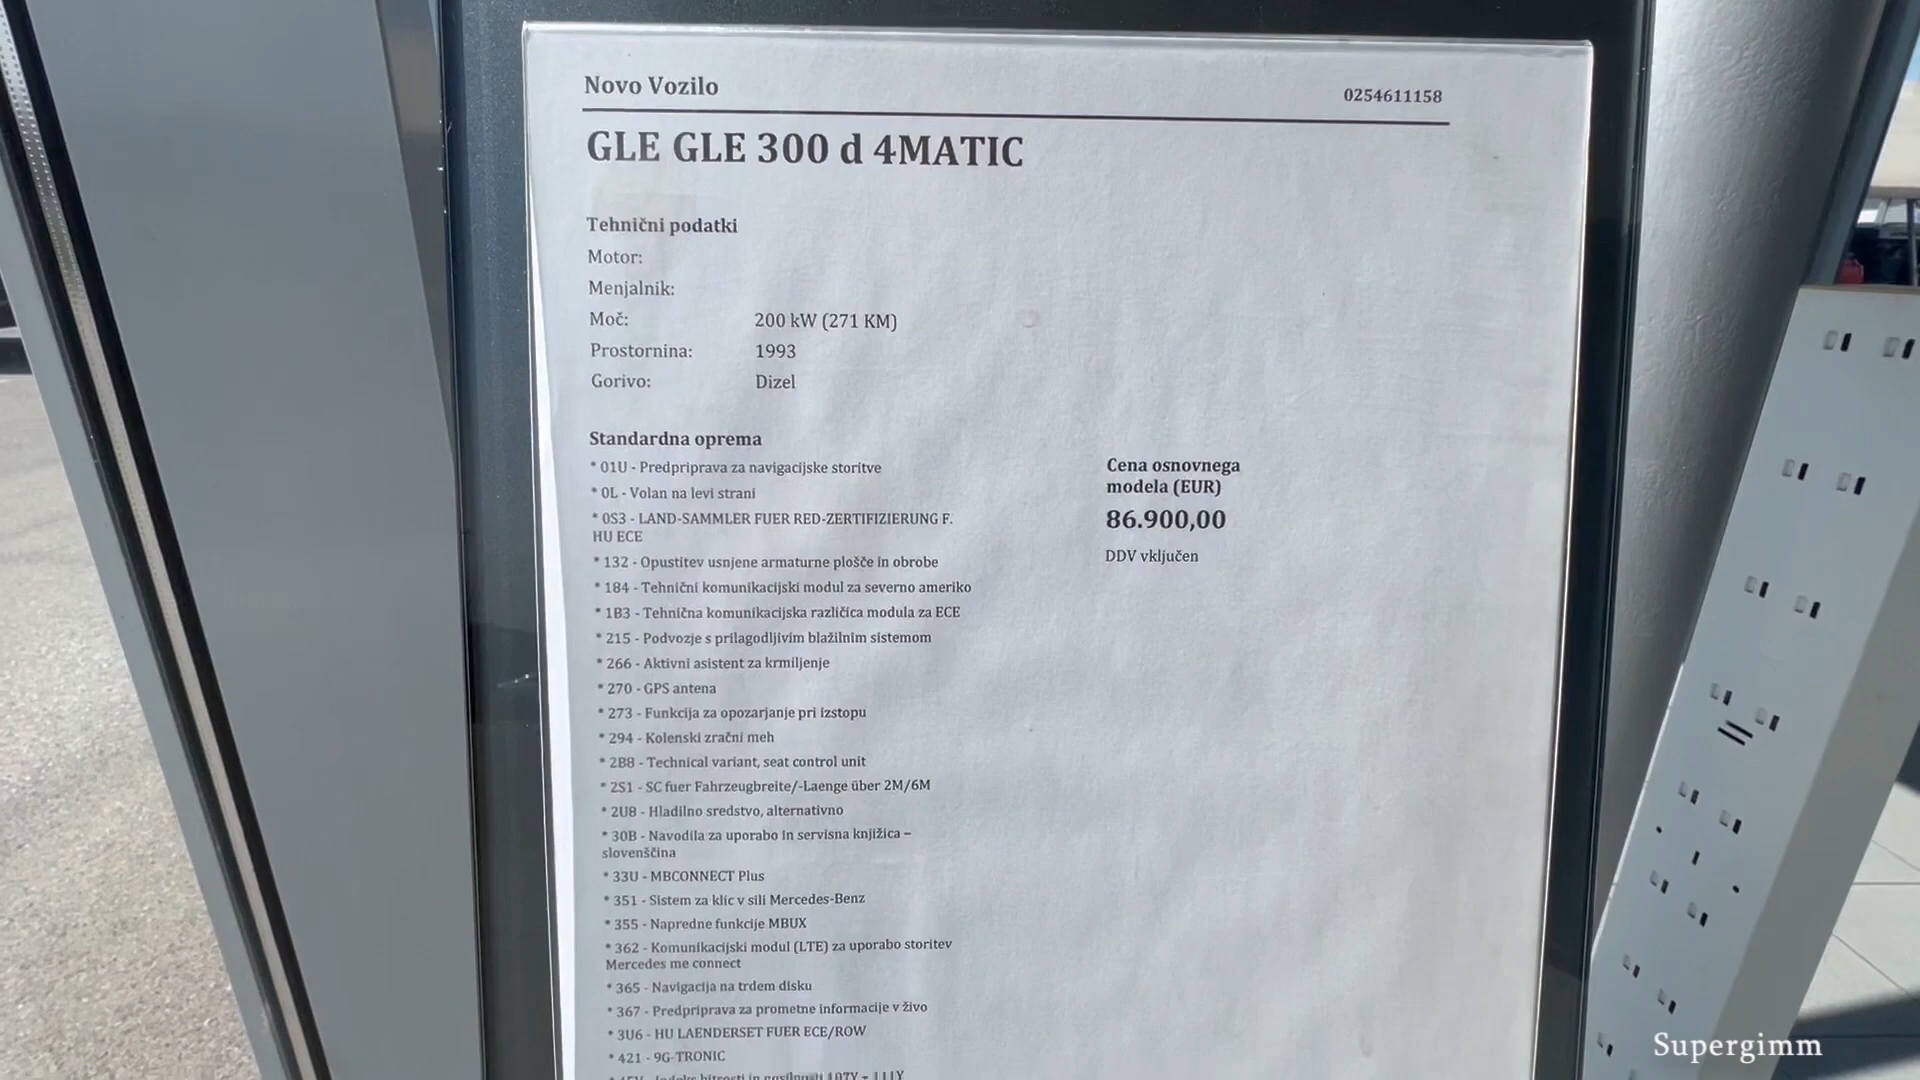 Novo Vozilo
0254611158
GLE GLE 300 d 4MATIC
Tehnični podatki
Motor:
Menjalnik:
Moč: 200 kW (271 KM)
Prostornina: 1993
Gorivo: Dizel
Standardna oprema
* 01U - Predpriprava za navigacijske storitve
* 0L - Volan na levi strani
* 0S3 - LAND-SAMMLER FUER RED-ZERTIFIZIERUNG F.
HU ECE
* 132 - Opustitev usnjene armaturne plošče in obrobe
* 184 - Tehnični komunikacijski modul za severno ameriko
* 1B3 - Tehnična komunikacijska različica modula za ECE
* 215 - Podvozje s prilagodljivim blažilnim sistemom
* 266 - Aktivni asistent za krmiljenje
* 270 - GPS antena
* 273 - Funkcija za opozarjanje pri izstopu
* 294 - Kolenski zračni meh
* 2B8 - Technical variant, seat control unit
* 2S1 - SC fuer Fahrzeugbreite/-Laenge über 2M/6M
* 2U8 - Hladilno sredstvo, alternativno
* 30B - Navodila za uporabo in servisna knjižica –
slovenščina
* 33U - MBCONNECT Plus
* 351 - Sistem za klic v sili Mercedes-Benz
* 355 - Napredne funkcije MBUX
* 362 - Komunikacijski modul (LTE) za uporabo storitev
Mercedes me connect
* 365 - Navigacija na trdem disku
* 367 - Predpriprava za prometne informacije v živo
* 3U6 - HU LAENDERSET FUER ECE/ROW
* 421 - 9G-TRONIC
Cena osnovnega
modela (EUR)
86.900,00
DDV vključen
Supergimm